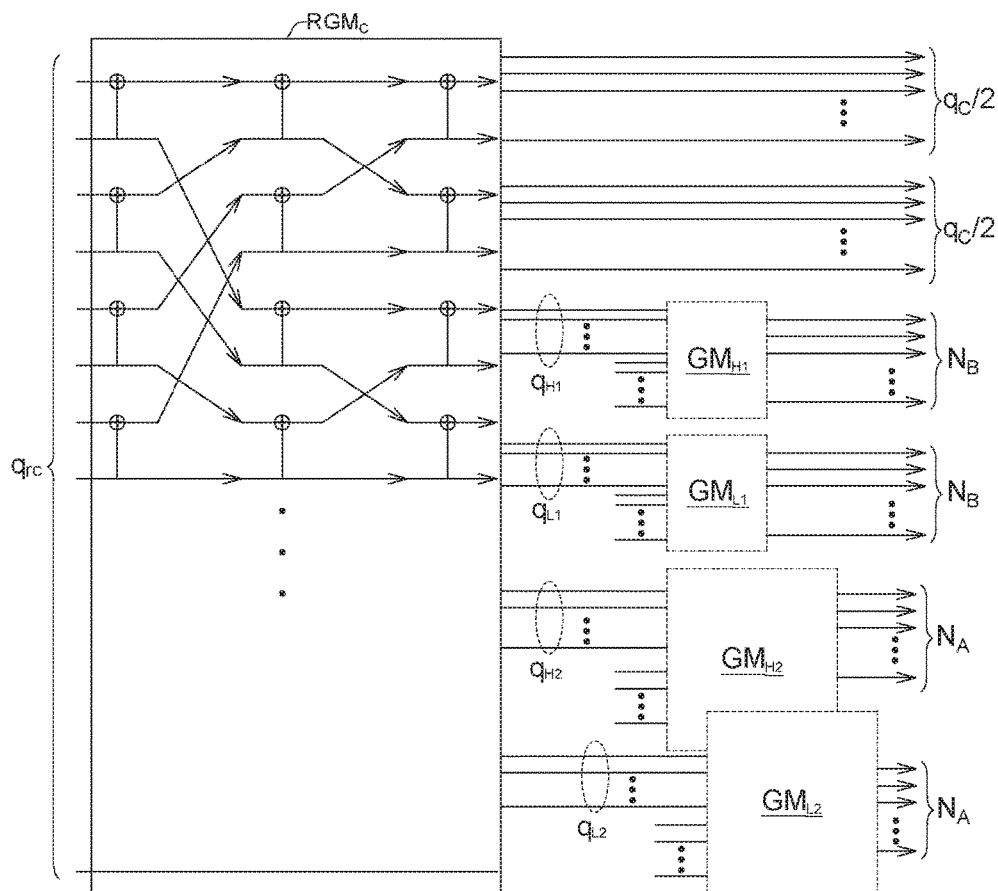 RGM_C
q_C/2
q_C/2
q_H1
GM_H1
N_B
q_rc
q_L1
GM_L1
N_B
q_H2
GM_H2
N_A
q_L2
GM_L2
N_A